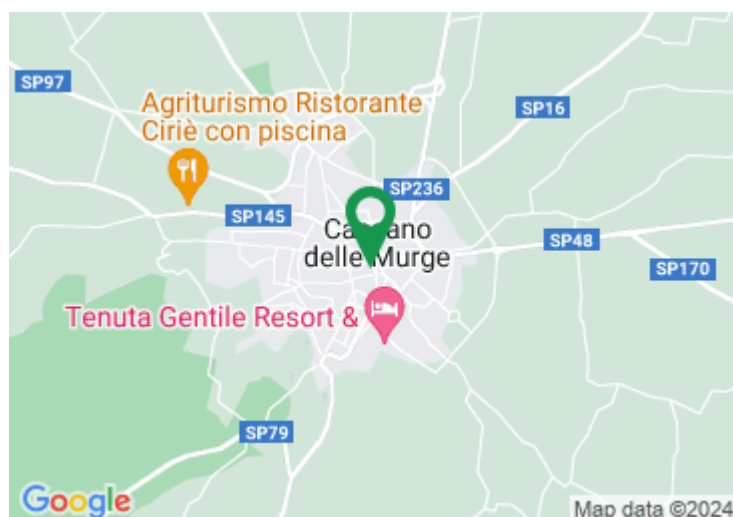 SP97
Agriturismo Ristorante
Ciriè con piscina
SP16
SP236
SP145
delle Murge
SP48
SP170
Tenuta Gentile Resort &
SP79
Google
Map data ©2024